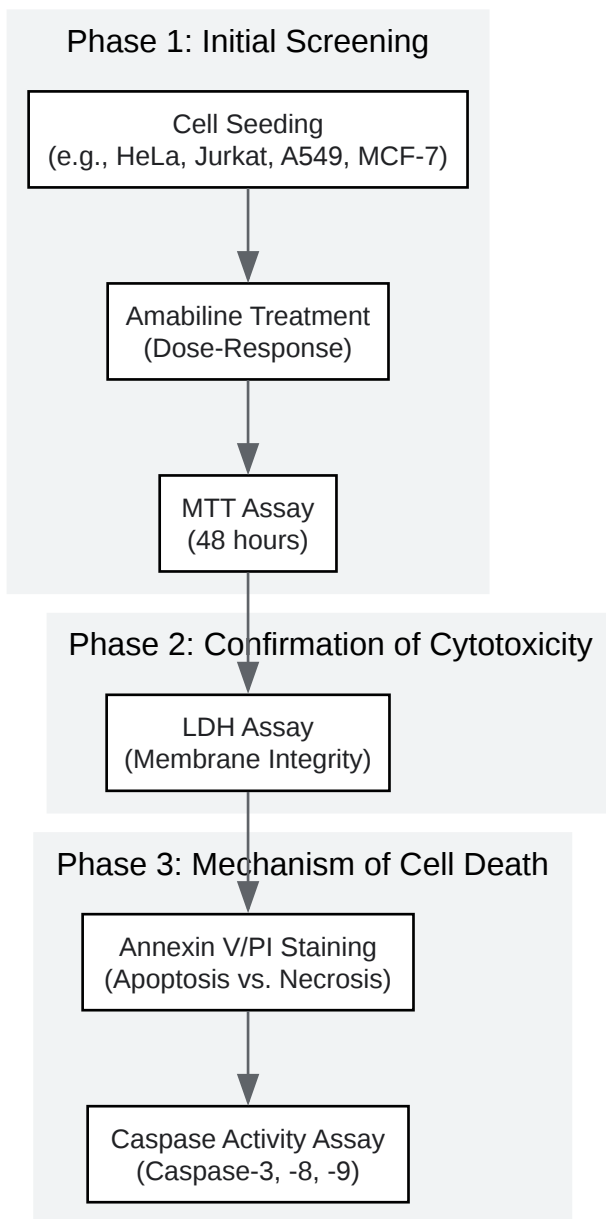 Phase 1: Initial Screening
Cell Seeding
(e.g., HeLa, Jurkat, A549, MCF-7)
Amabiline Treatment
(Dose-Response)
MTT Assay
(48 hours)
Phase 2: Confirmation of Cytotoxicity
LDH Assay
(Membrane Integrity)
Phase 3: Mechanism of Cell Death
Annexin V/PI Staining
(Apoptosis vs. Necrosis)
Caspase Activity Assay
(Caspase-3, -8, -9)